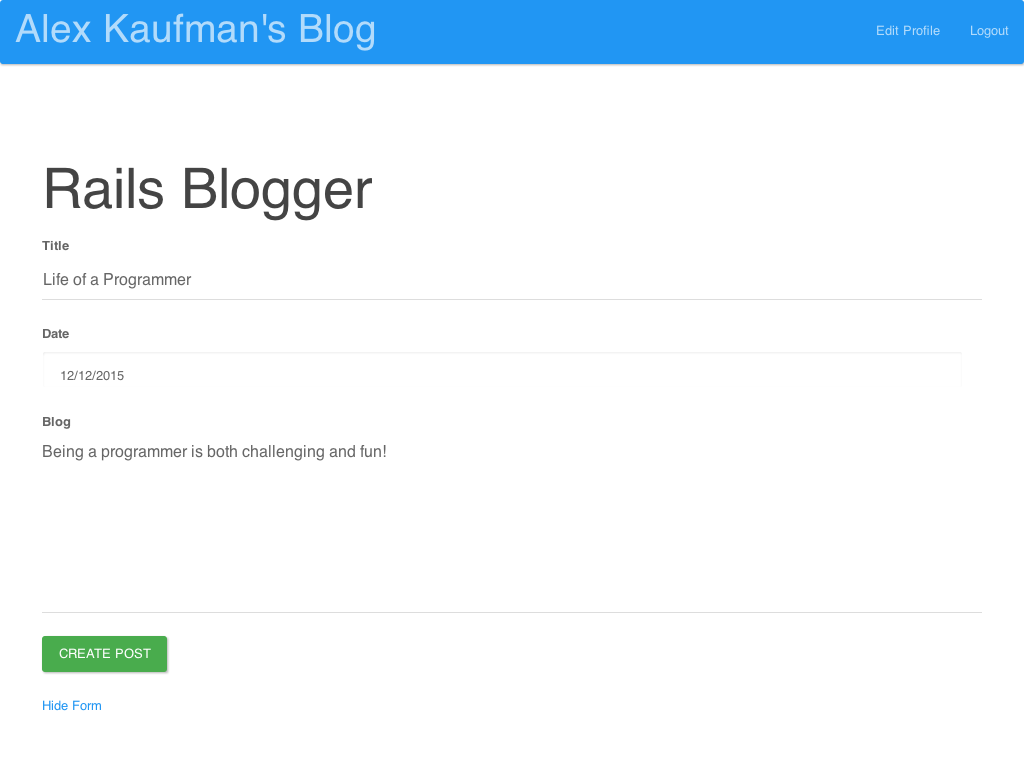 Alex Kaufman's Blog
Edit Profile
Logout
Rails Blogger
Title
Life of a Programmer
Date
12/12/2015
Blog
Being a programmer is both challenging and fun!
CREATE POST
Hide Form